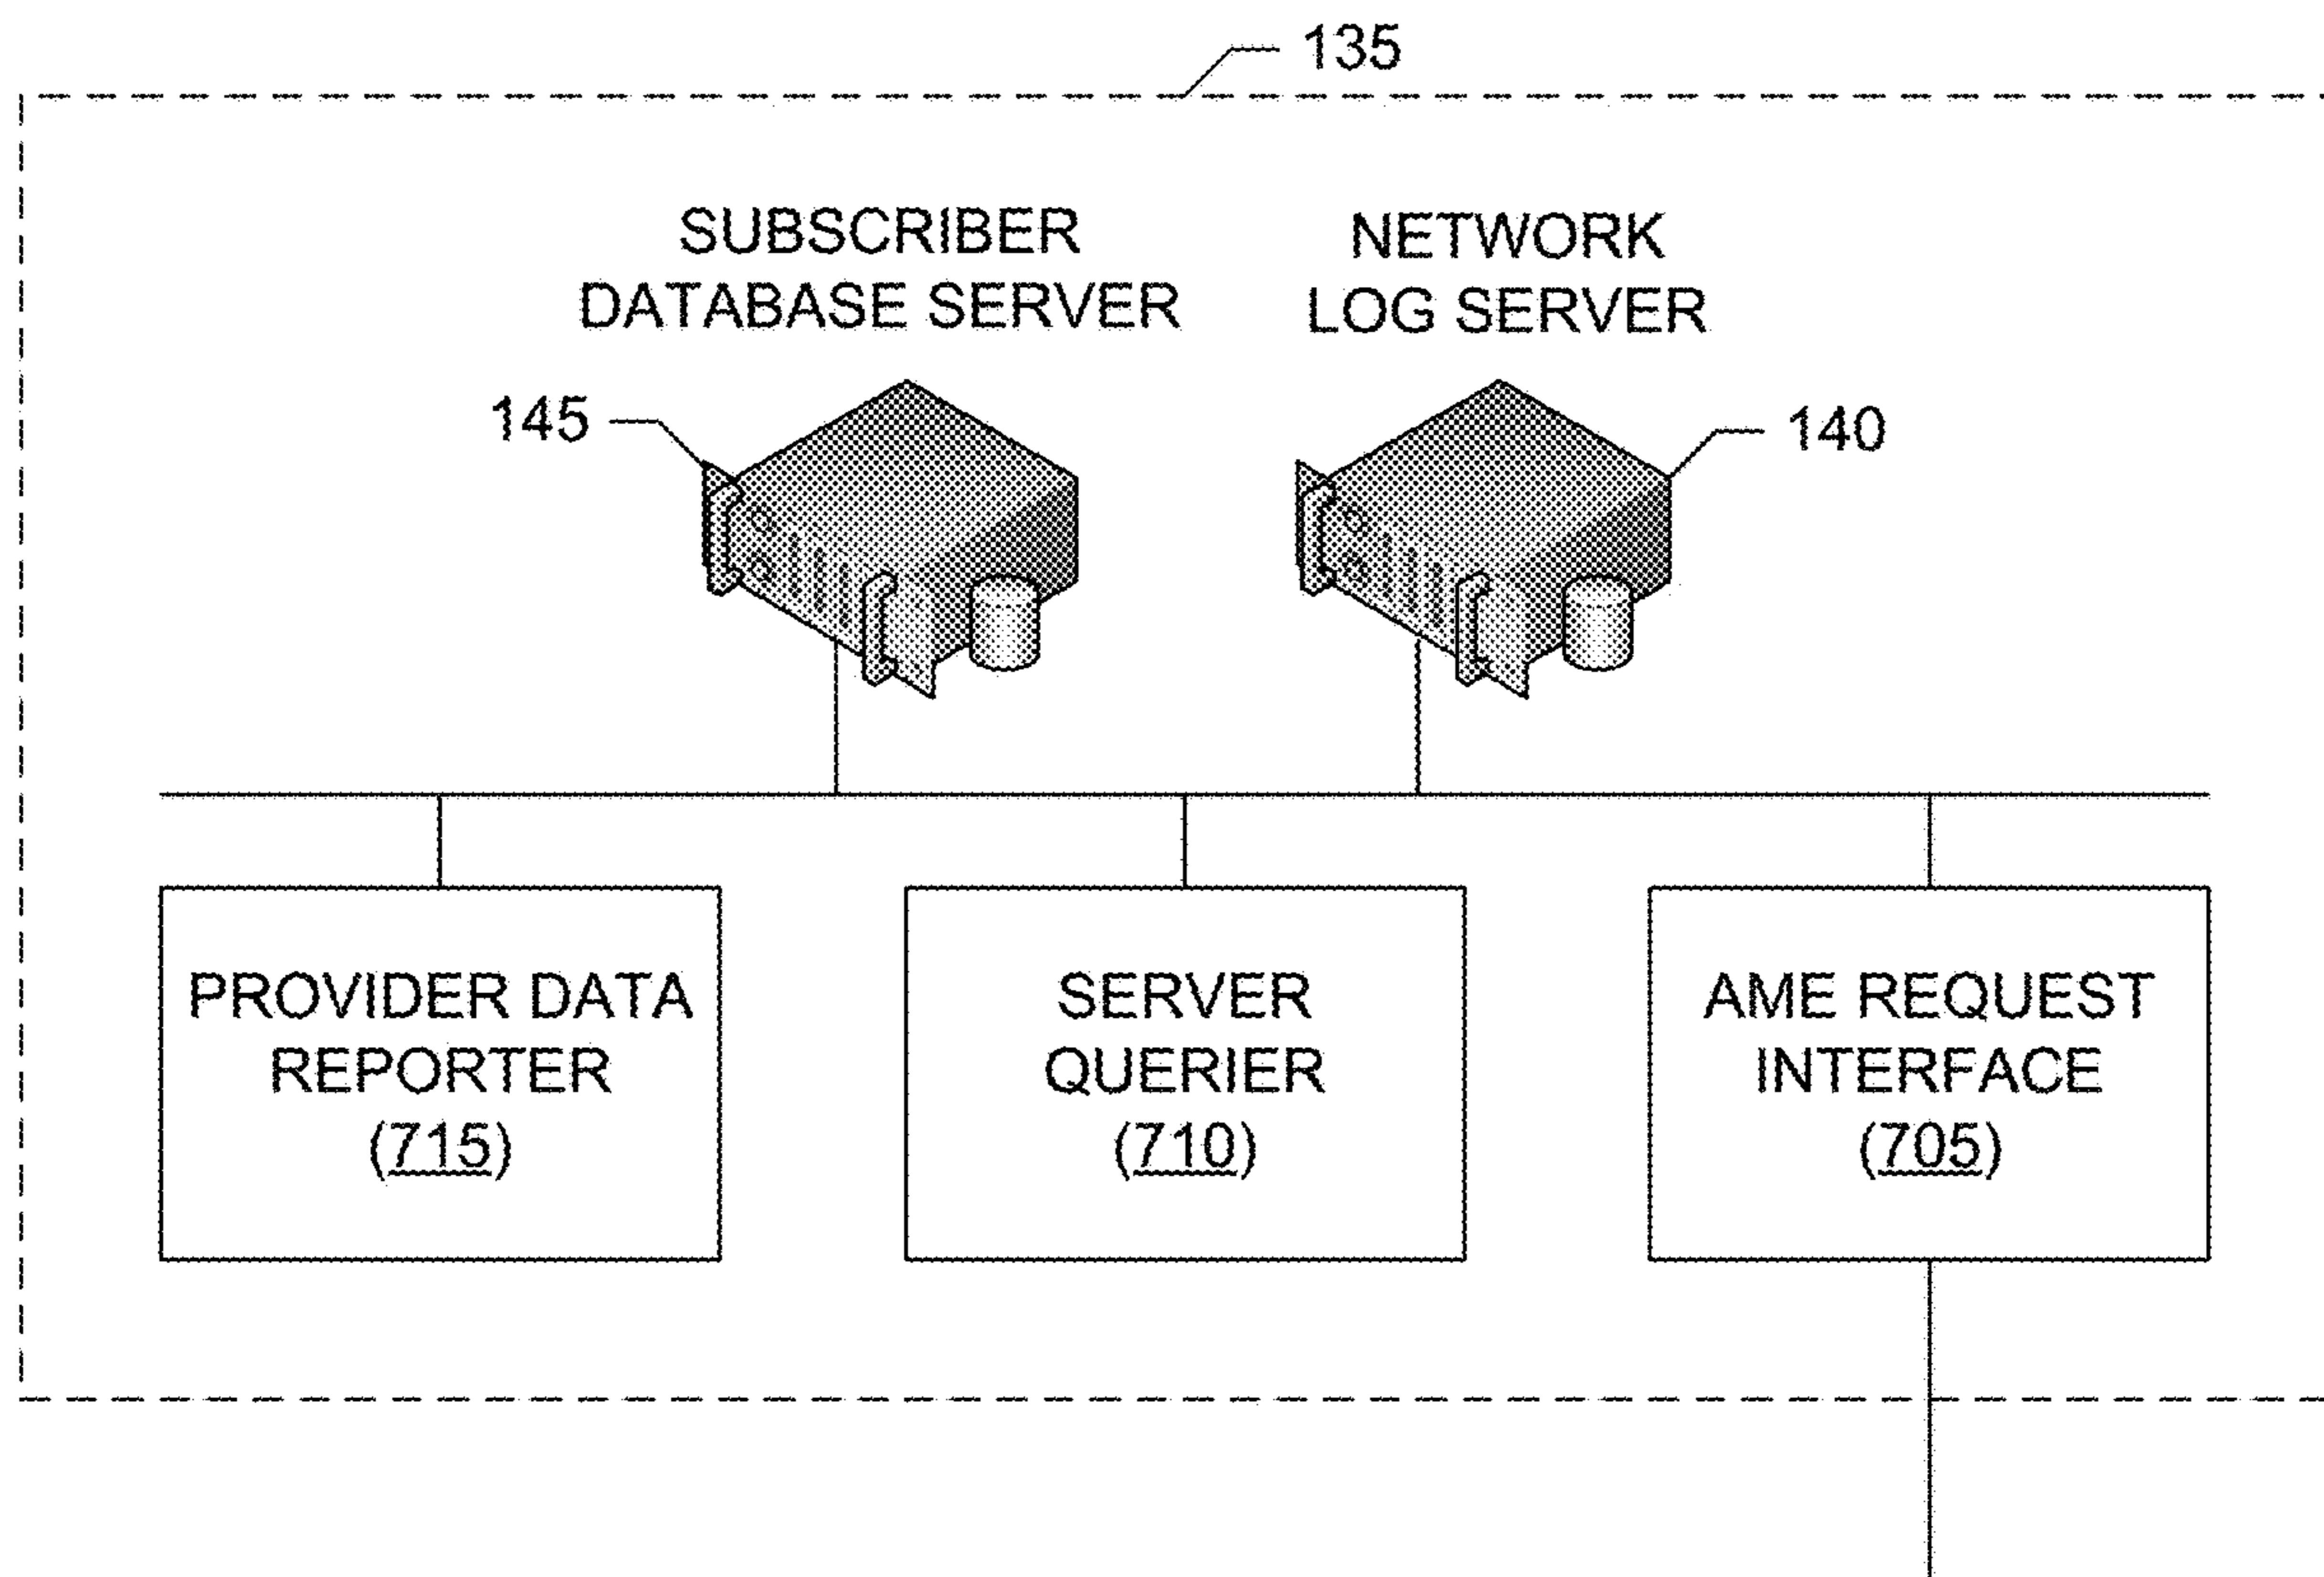 135
SUBSCRIBER
DATABASE SERVER
NETWORK
LOG SERVER
145
140
PROVIDER DATA
REPORTER
(715)
SERVER
QUERIER
(710)
AME REQUEST
INTERFACE
(705)